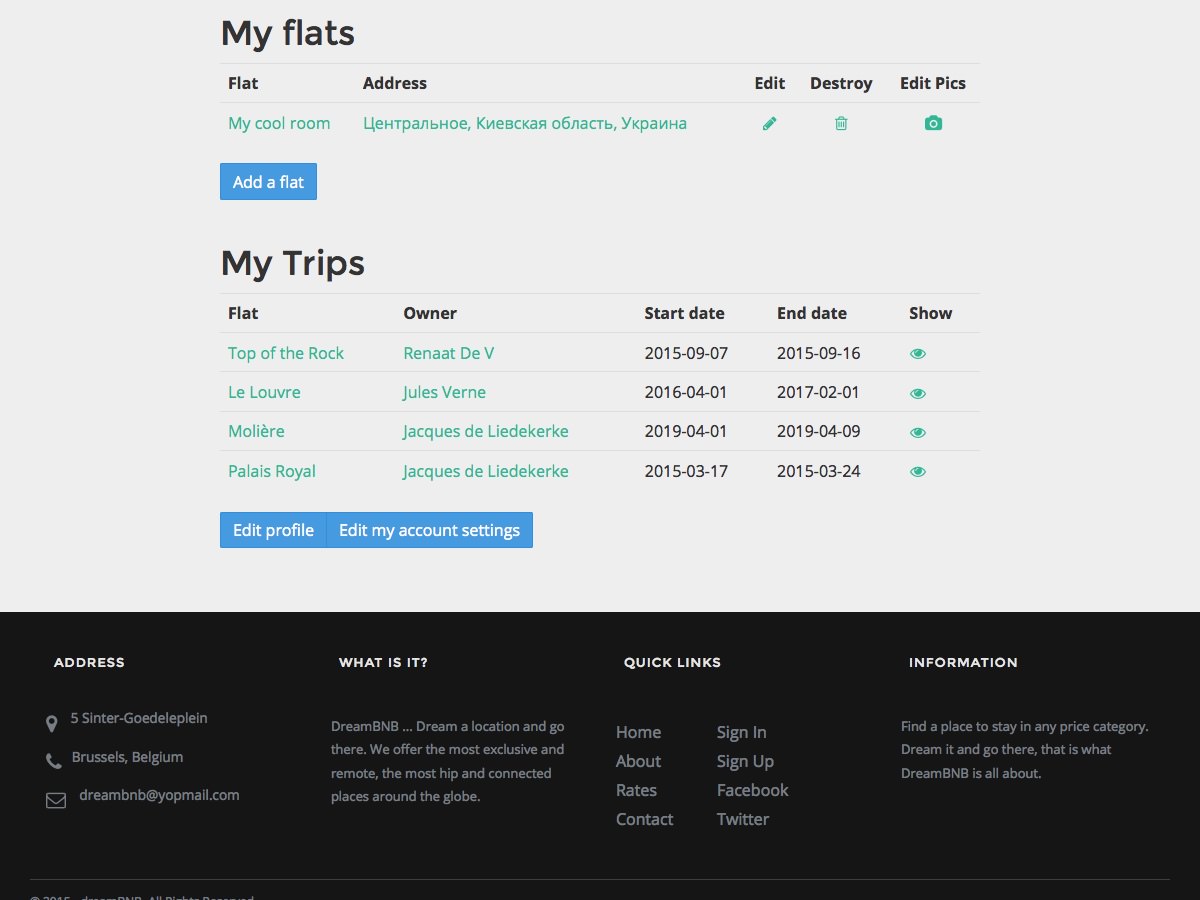 My flats
Flat Address Edit Destroy Edit Pics
My cool room Центральное, Киевская область, Украина
Add a flat
My Trips
Flat Owner Start date End date Show
Top of the Rock Renaat De V 2015-09-07 2015-09-16
Le Louvre Jules Verne 2016-04-01 2017-02-01
Molière Jacques de Liedekerke 2019-04-01 2019-04-09
Palais Royal Jacques de Liedekerke 2015-03-17 2015-03-24
Edit profile Edit my account settings
ADDRESS
5 Sinter-Goedeleplein
Brussels, Belgium
dreambnb@yopmail.com
WHAT IS IT?
DreamBNB ... Dream a location and go
there. We offer the most exclusive and
remote, the most hip and connected
places around the globe.
QUICK LINKS
Home Sign In
About Sign Up
Rates Facebook
Contact Twitter
INFORMATION
Find a place to stay in any price category.
Dream it and go there, that is what
DreamBNB is all about.
© 2015 - dreamBNB. All Rights Reserved